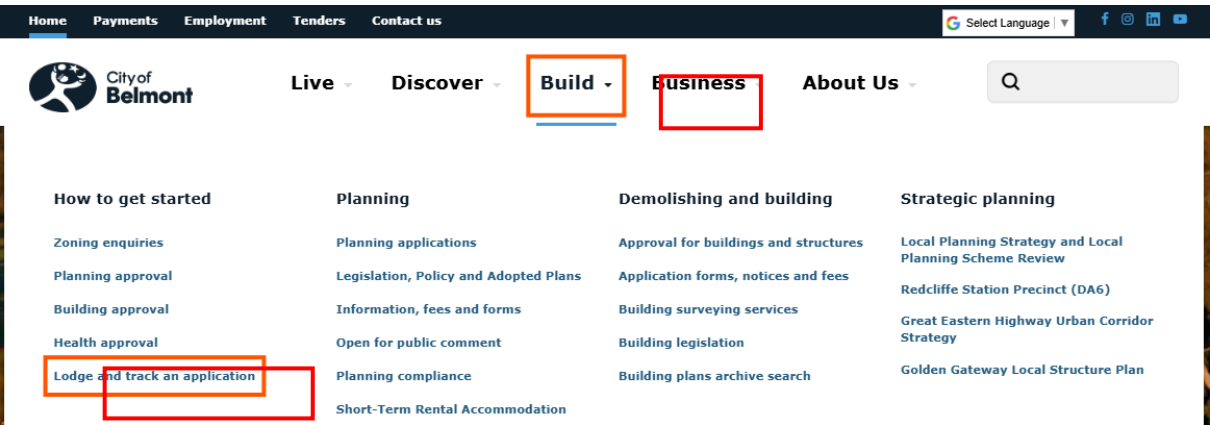 Home Payments Employment Tenders Contact us Select Language
City of
Belmont
Live Discover Build Business About Us
How to get started
Zoning enquiries
Planning approval
Building approval
Health approval
Lodge and track an application
Planning
Planning applications
Legislation, Policy and Adopted Plans
Information, fees and forms
Open for public comment
Planning compliance
Short-Term Rental Accommodation
Demolishing and building
Approval for buildings and structures
Application forms, notices and fees
Building surveying services
Building legislation
Building plans archive search
Strategic planning
Local Planning Strategy and Local
Planning Scheme Review
Redcliffe Station Precinct (DA6)
Great Eastern Highway Urban Corridor
Strategy
Golden Gateway Local Structure Plan